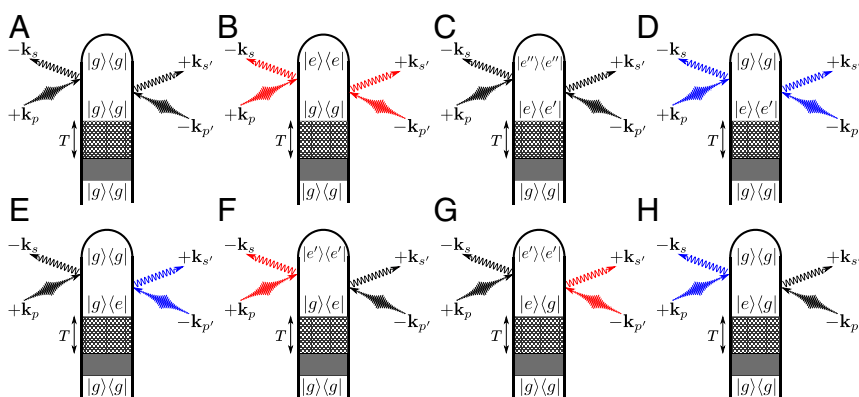 A B C D
−k_s |g⟩⟨g| +k_s′ −k_s |e⟩⟨e| +k_s′ −k_s |e″⟩⟨e″| +k_s′ −k_s |g⟩⟨g| +k_s′
+k_p |g⟩⟨g| −k_p′ +k_p |g⟩⟨g| −k_p′ +k_p |e⟩⟨e′| −k_p′ +k_p |e⟩⟨e′| −k_p′
T T T T
|g⟩⟨g| |g⟩⟨g| |g⟩⟨g| |g⟩⟨g|
E F G H
−k_s |g⟩⟨g| +k_s′ −k_s |e′⟩⟨e′| +k_s′ −k_s |e′⟩⟨e′| +k_s′ −k_s |g⟩⟨g| +k_s′
+k_p |g⟩⟨e| −k_p′ +k_p |g⟩⟨e| −k_p′ +k_p |e⟩⟨g| −k_p′ +k_p |e⟩⟨g| −k_p′
T T T T
|g⟩⟨g| |g⟩⟨g| |g⟩⟨g| |g⟩⟨g|